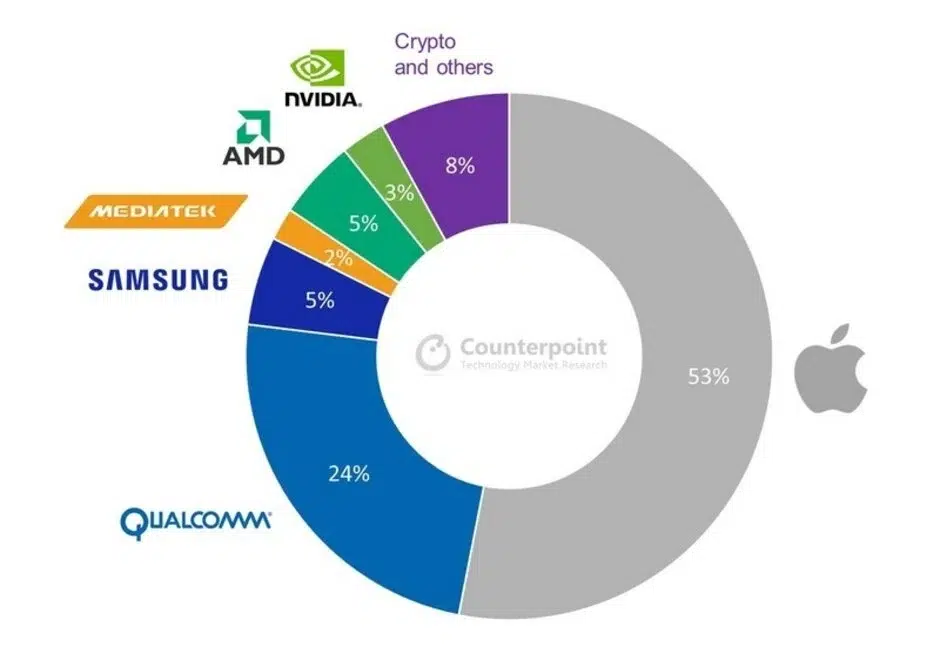 Crypto
and others
NVIDIA.
AMD
MEDIATEK
SAMSUNG
QUALCOMM®
8%
3%
5%
2%
5%
24%
53%
Counterpoint
Technology Market Research